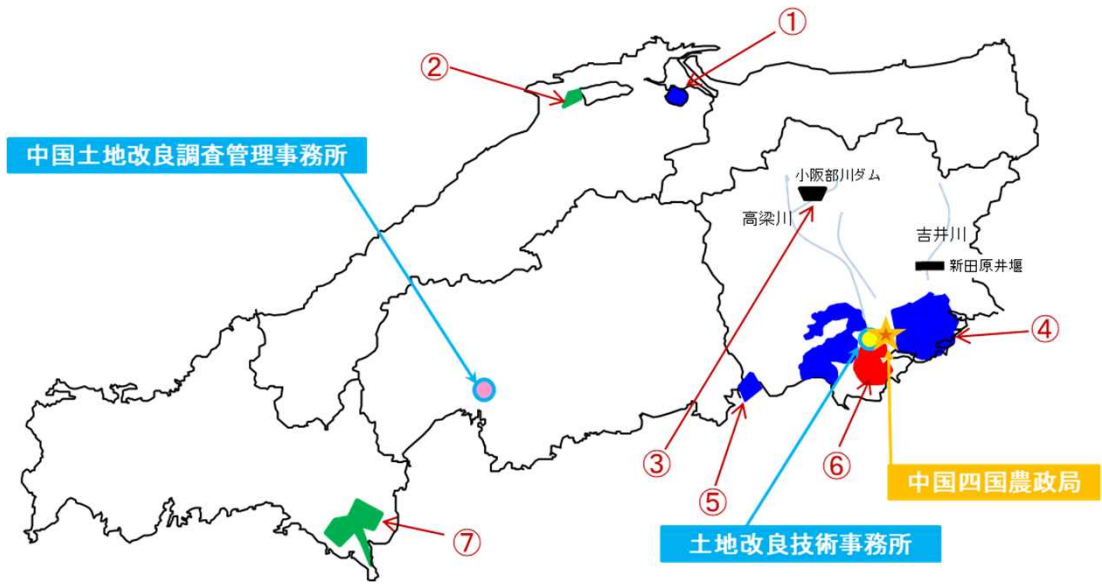 ①
②
中国土地改良調査管理事務所
小阪部川ダム
高梁川
吉井川
新田原井堰
④
③
⑥
⑤
中国四国農政局
⑦
土地改良技術事務所